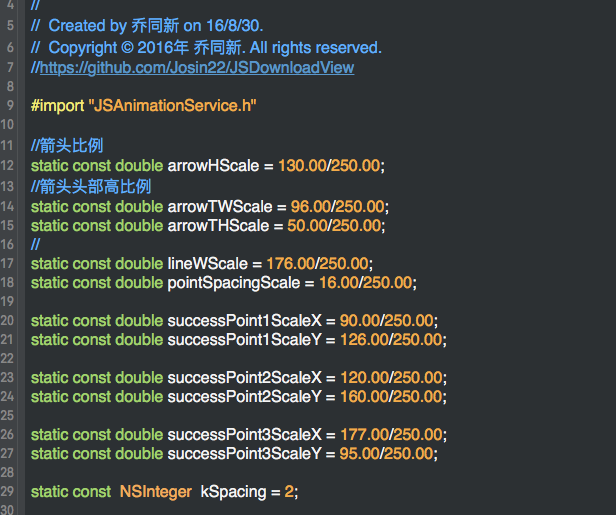 4 //
5 // Created by 乔同新 on 16/8/30.
6 // Copyright © 2016年 乔同新. All rights reserved.
7 //https://github.com/Josin22/JSDownloadView
8
9 #import "JSAnimationService.h"
10
11 //箭头比例
12 static const double arrowHScale = 130.00/250.00;
13 //箭头头部高比例
14 static const double arrowTWScale = 96.00/250.00;
15 static const double arrowTHScale = 50.00/250.00;
16 //
17 static const double lineWScale = 176.00/250.00;
18 static const double pointSpacingScale = 16.00/250.00;
19
20 static const double successPoint1ScaleX = 90.00/250.00;
21 static const double successPoint1ScaleY = 126.00/250.00;
22
23 static const double successPoint2ScaleX = 120.00/250.00;
24 static const double successPoint2ScaleY = 160.00/250.00;
25
26 static const double successPoint3ScaleX = 177.00/250.00;
27 static const double successPoint3ScaleY = 95.00/250.00;
28
29 static const NSInteger kSpacing = 2;
30